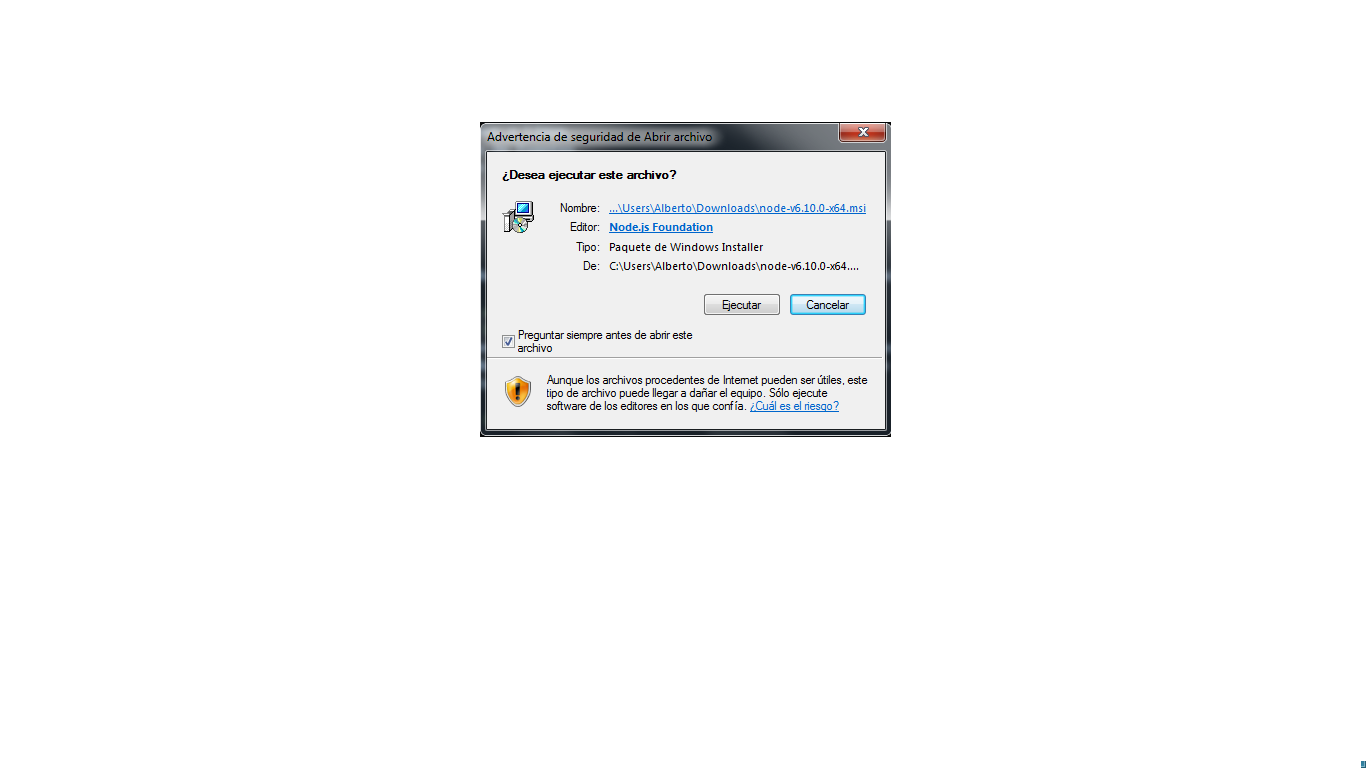 Advertencia de seguridad de Abrir archivo
¿Desea ejecutar este archivo?
Nombre: ...\Users\Alberto\Downloads\node-v6.10.0-x64.msi
Editor: Node.js Foundation
Tipo: Paquete de Windows Installer
De: C:\Users\Alberto\Downloads\node-v6.10.0-x64....
Ejecutar Cancelar
Preguntar siempre antes de abrir este
archivo
Aunque los archivos procedentes de Internet pueden ser útiles, este
tipo de archivo puede llegar a dañar el equipo. Sólo ejecute
software de los editores en los que confía. ¿Cuál es el riesgo?